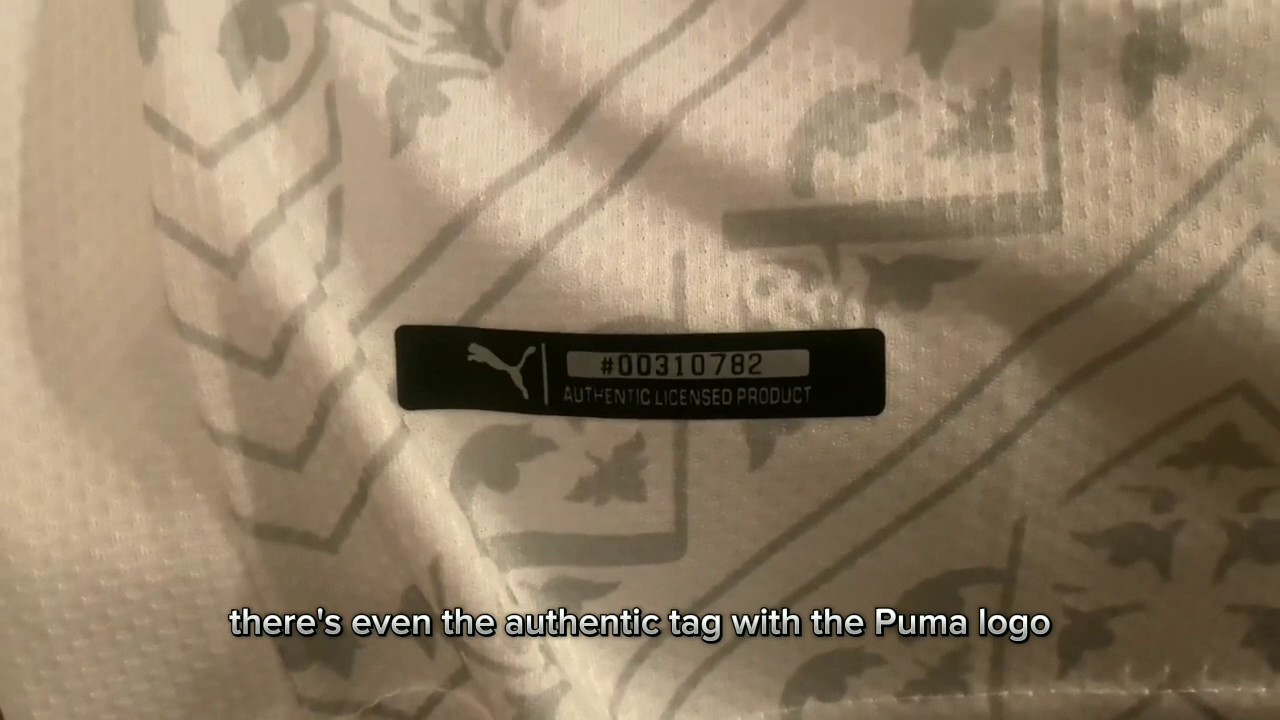 #00310782
AUTHENTIC LICENSED PRODUCT
there's even the authentic tag with the Puma logo